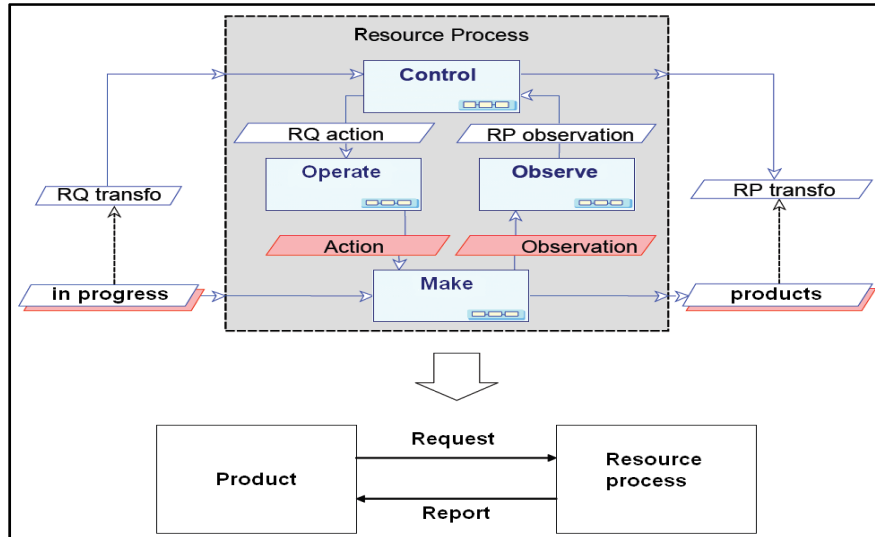 Resource Process
Control
RQ action
RP observation
Operate
Observe
RQ transfo
RP transfo
Action
Observation
in progress
Make
products
Request
Product
Resource
process
Report